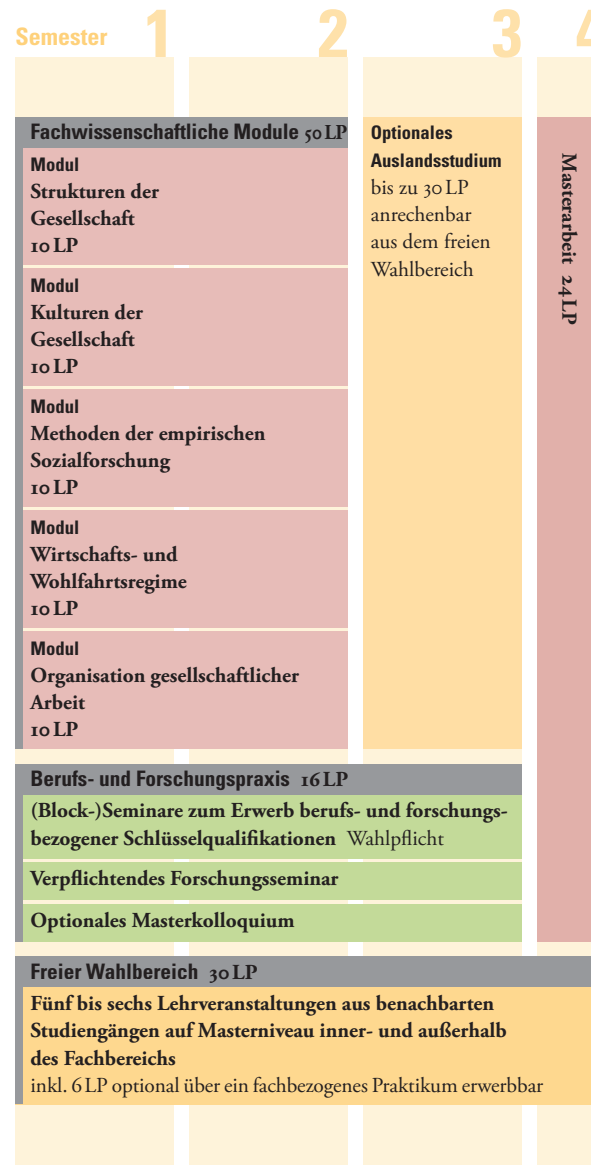 Semester 1 2 3 4
Fachwissenschaftliche Module 50 LP
Modul
Strukturen der
Gesellschaft
10 LP
Modul
Kulturen der
Gesellschaft
10 LP
Modul
Methoden der empirischen
Sozialforschung
10 LP
Modul
Wirtschafts- und
Wohlfahrtsregime
10 LP
Modul
Organisation gesellschaftlicher
Arbeit
10 LP
Optionales
Auslandsstudium
bis zu 30 LP
anrechenbar
aus dem freien
Wahlbereich
Masterarbeit 24 LP
Berufs- und Forschungspraxis 16 LP
(Block-)Seminare zum Erwerb berufs- und forschungs-
bezogener Schlüsselqualifikationen Wahlpflicht
Verpflichtendes Forschungsseminar
Optionales Masterkolloquium
Freier Wahlbereich 30 LP
Fünf bis sechs Lehrveranstaltungen aus benachbarten
Studiengängen auf Masterniveau inner- und außerhalb
des Fachbereichs
inkl. 6 LP optional über ein fachbezogenes Praktikum erwerbbar